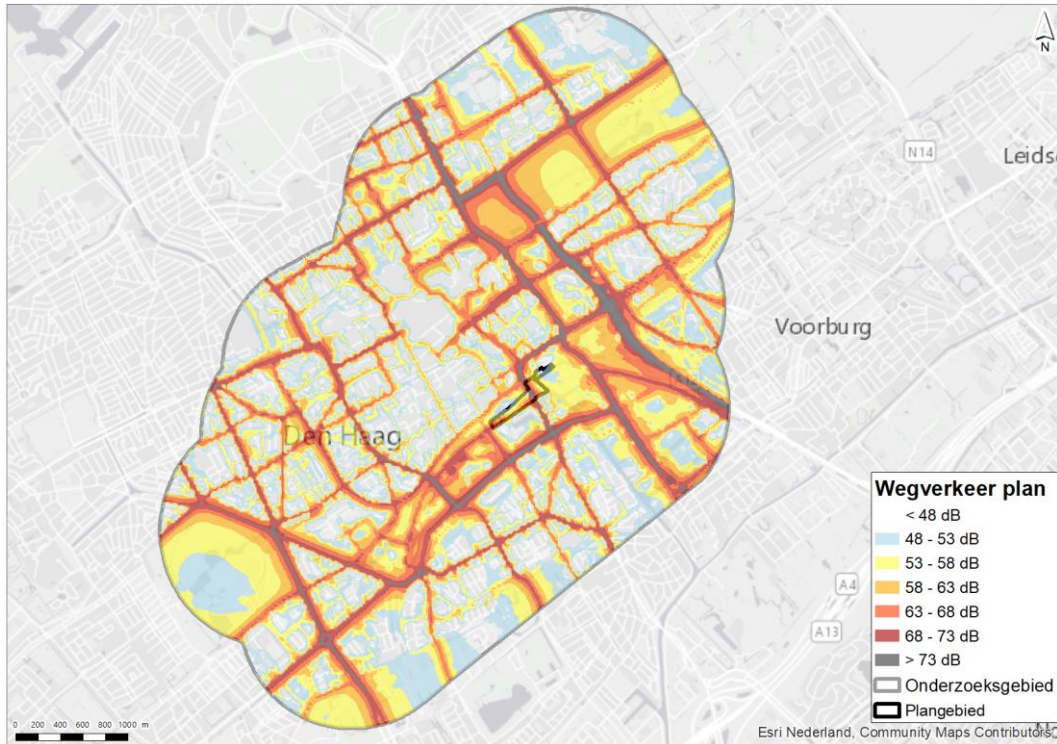 N
N14
Leidsc
Voorburg
Den Haag
A4
A13
Wegverkeer plan
< 48 dB
48 - 53 dB
53 - 58 dB
58 - 63 dB
63 - 68 dB
68 - 73 dB
> 73 dB
Onderzoeksgebied
Plangebied
0 200 400 600 800 1000 m
Esri Nederland, Community Maps Contributors